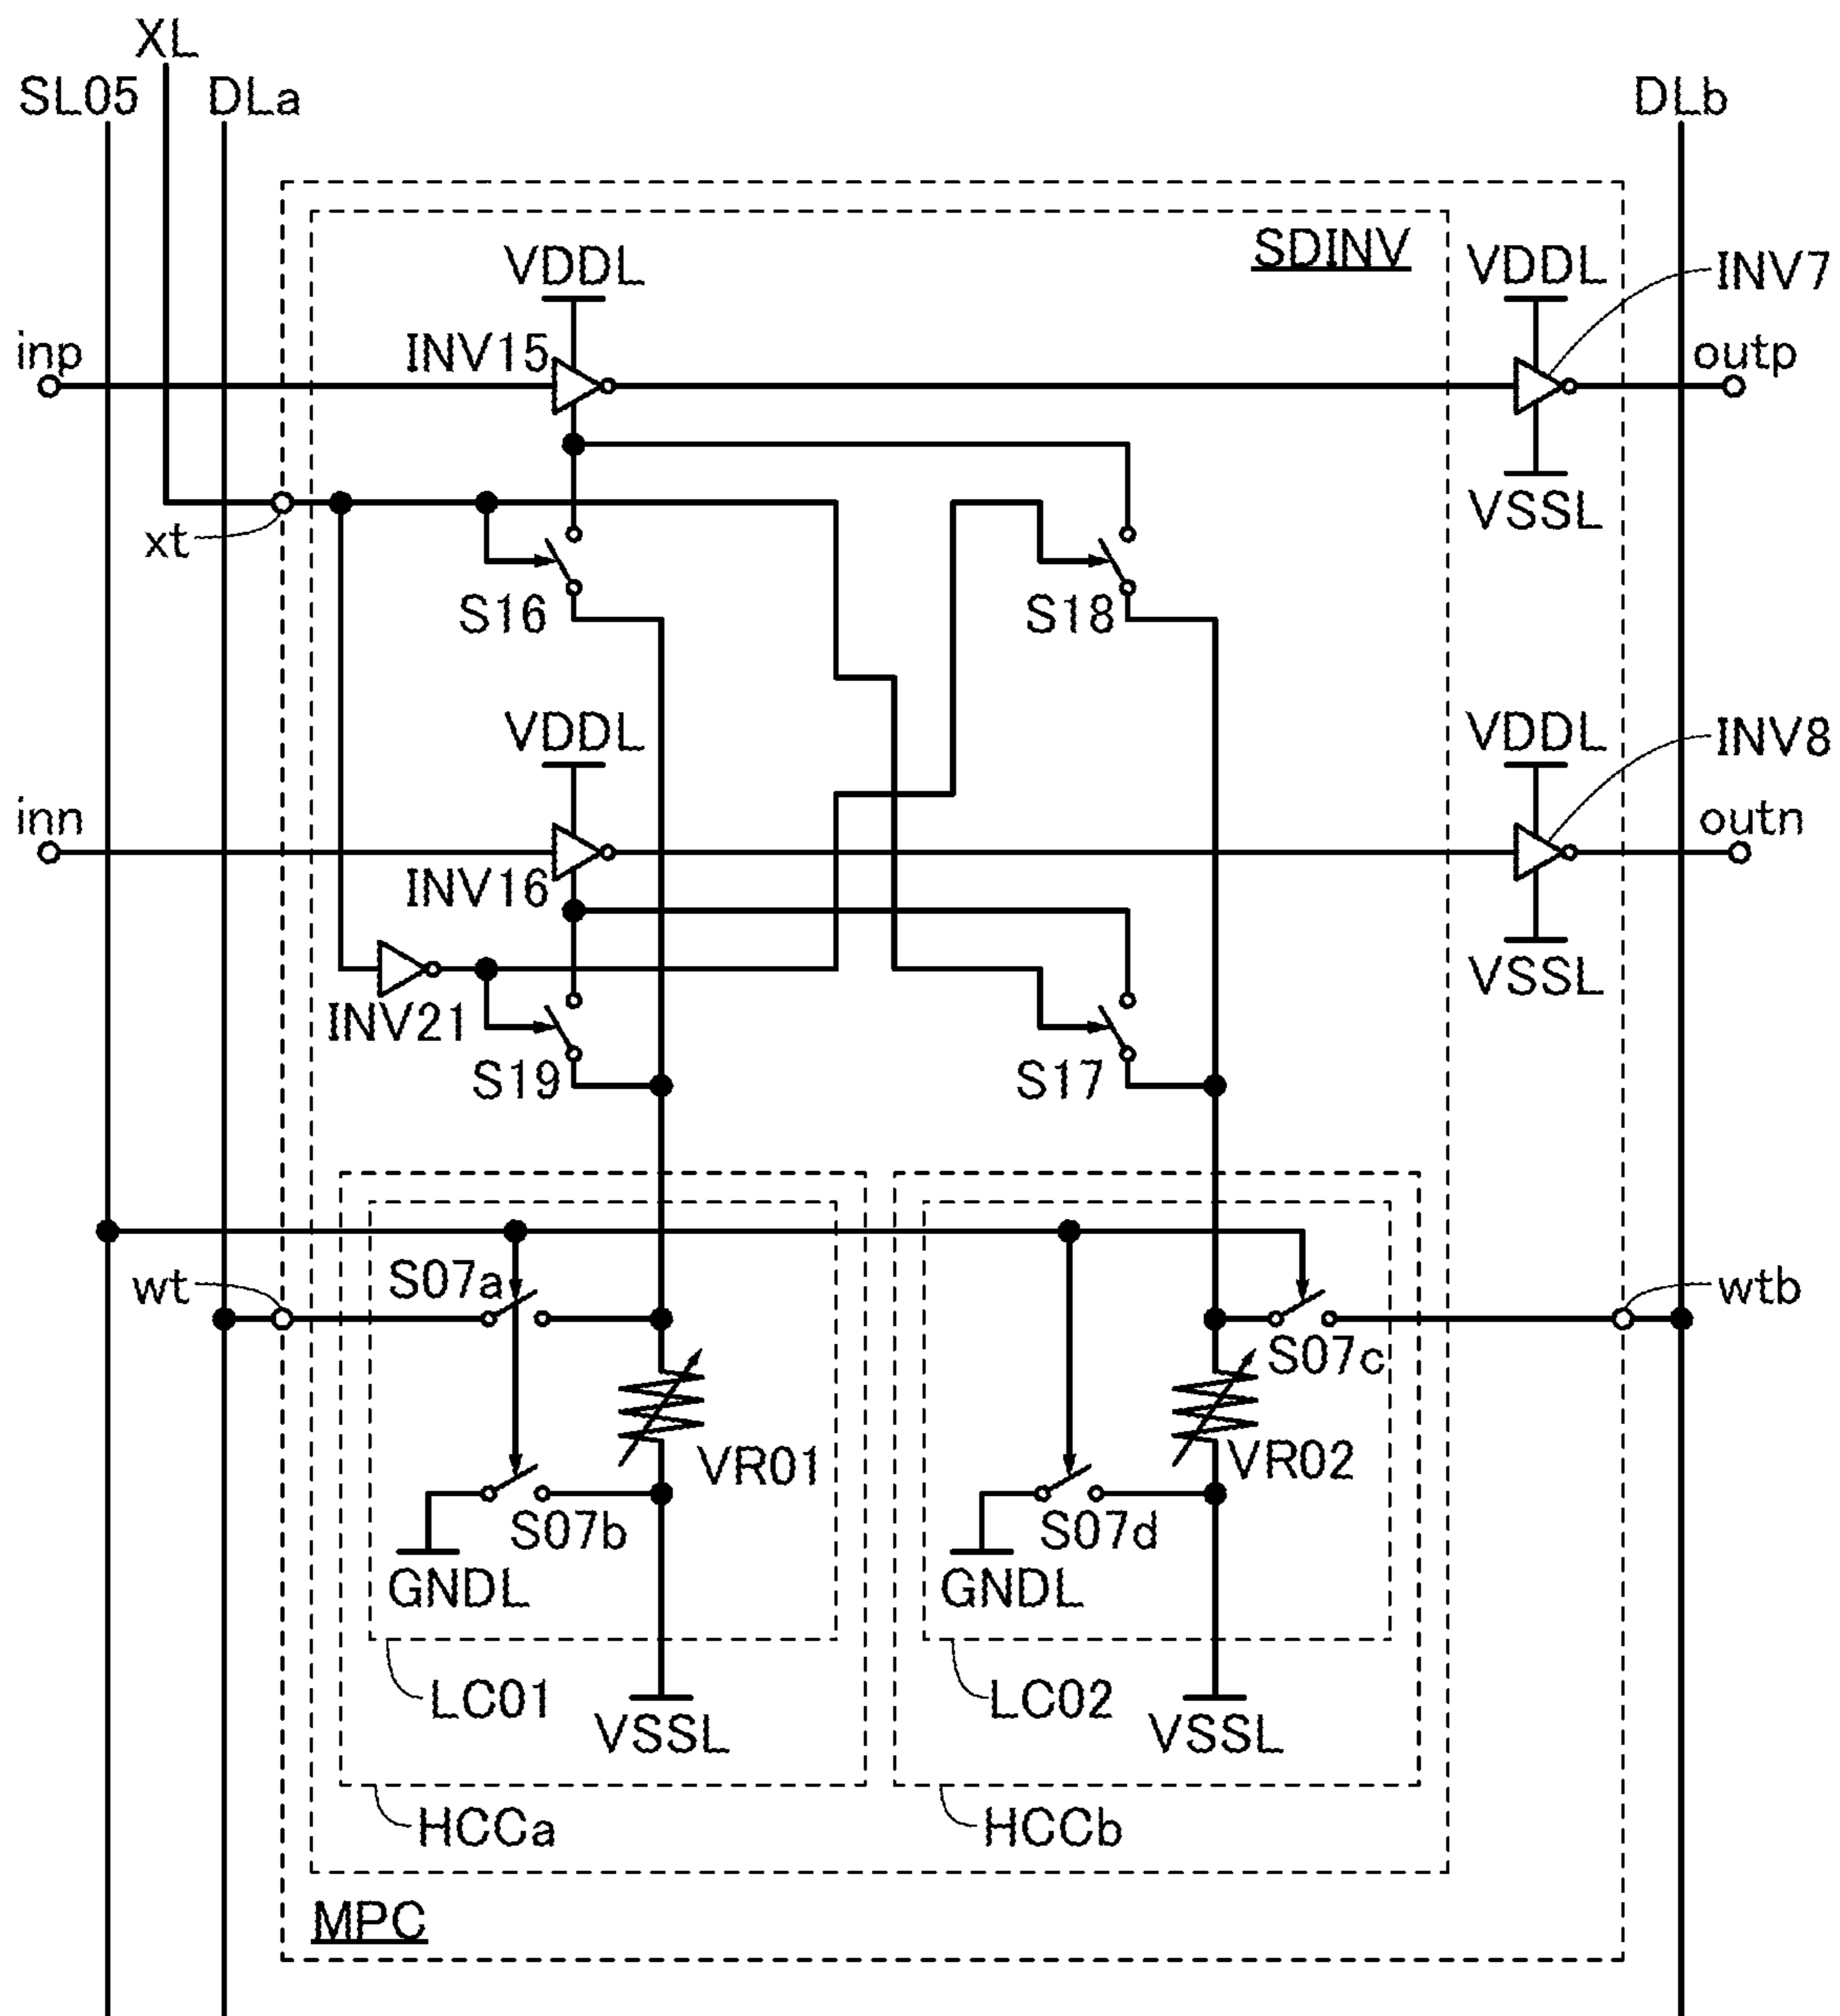 XL
SL05
DLa
DLb
SDINV
VDDL
VDDL
INV7
inp
INV15
outp
VSSL
xt
S16
S18
VDDL
VDDL
INV8
inn
outn
INV16
VSSL
INV21
S19
S17
wt
S07a
wtb
S07c
VR01
VR02
S07b
S07d
GNDL
GNDL
LC01
LC02
VSSL
VSSL
HCCa
HCCb
MPC